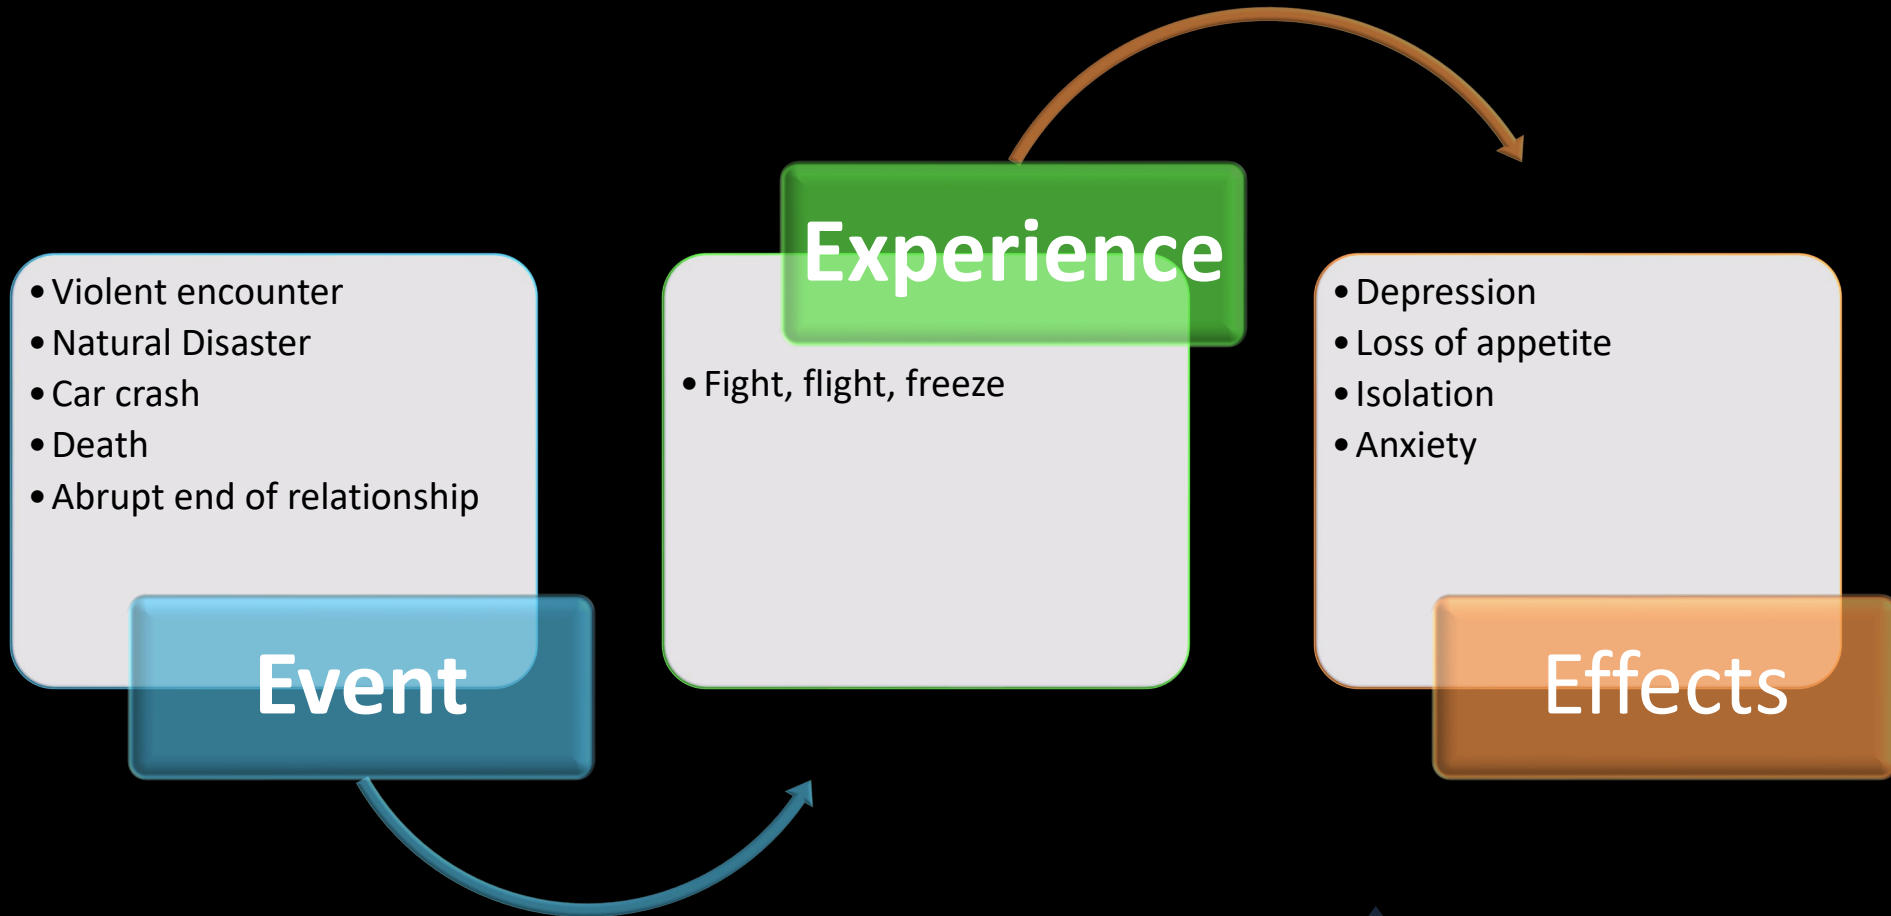 • Violent encounter
• Natural Disaster
• Car crash
• Death
• Abrupt end of relationship
Event
Experience
• Fight, flight, freeze
• Depression
• Loss of appetite
• Isolation
• Anxiety
Effects